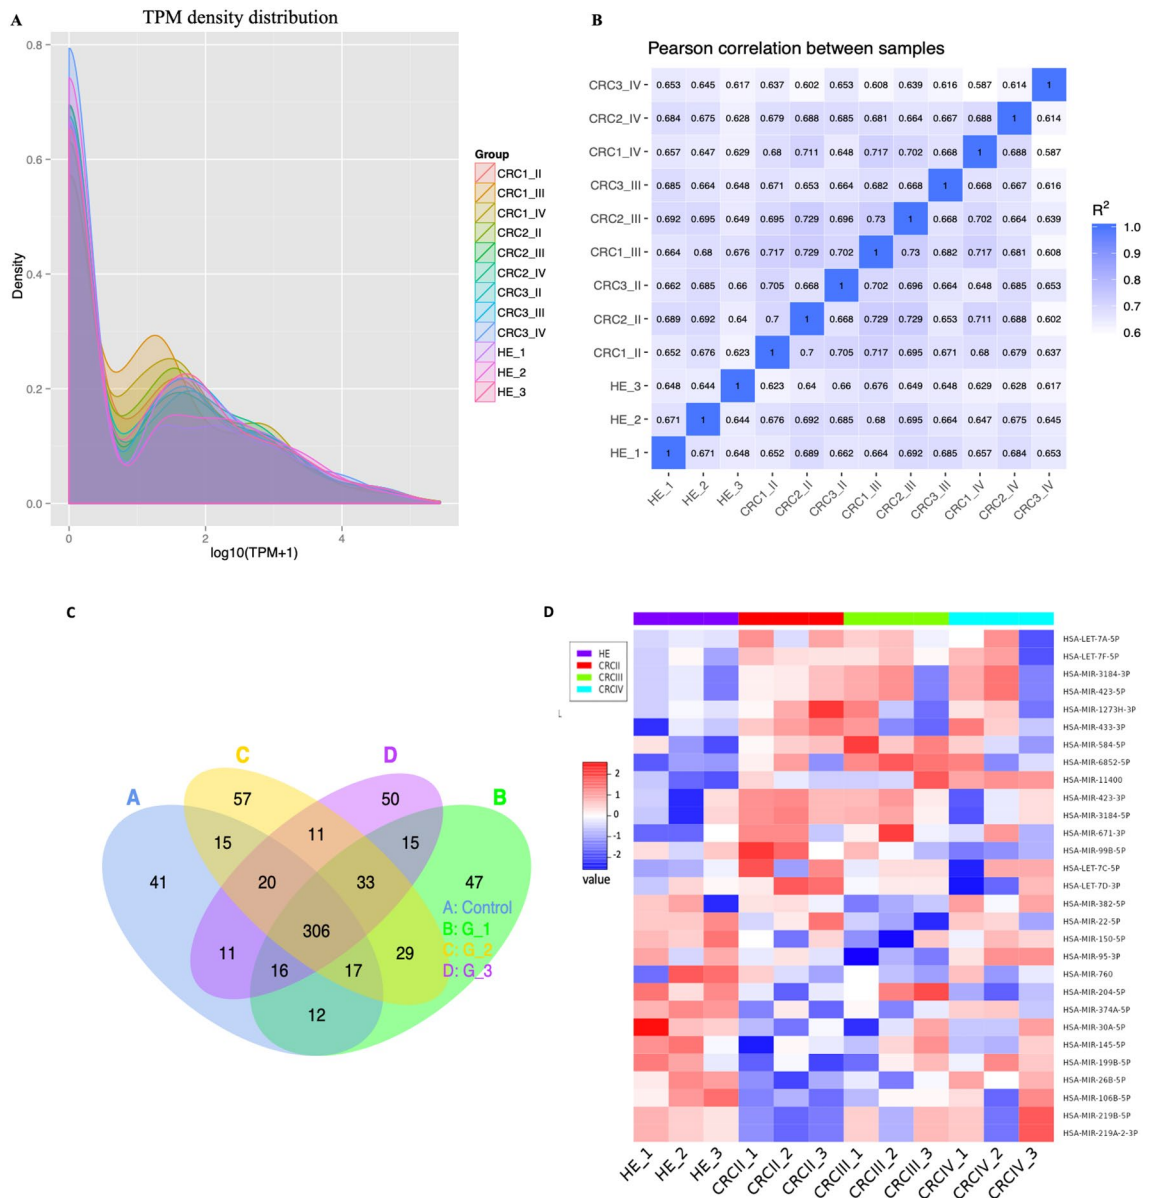 A
TPM density distribution
0.8
0.6
0.4
0.2
0.0
Density
0
2
4
log10(TPM+1)
Group
CRC1_II
CRC1_III
CRC1_IV
CRC2_II
CRC2_III
CRC2_IV
CRC3_II
CRC3_III
CRC3_IV
HE_1
HE_2
HE_3
B
Pearson correlation between samples
CRC3_IV 0.653 0.645 0.617 0.637 0.602 0.653 0.608 0.639 0.616 0.587 0.614 1
CRC2_IV 0.684 0.675 0.628 0.679 0.688 0.685 0.681 0.664 0.667 0.688 1 0.614
CRC1_IV 0.657 0.647 0.629 0.68 0.711 0.648 0.717 0.702 0.668 1 0.688 0.587
CRC3_III 0.685 0.664 0.648 0.671 0.653 0.664 0.682 0.668 1 0.668 0.667 0.616
CRC2_III 0.692 0.695 0.649 0.695 0.729 0.696 0.73 1 0.668 0.702 0.664 0.639
CRC1_III 0.664 0.68 0.676 0.717 0.729 0.702 1 0.73 0.682 0.717 0.681 0.608
CRC3_II 0.662 0.685 0.66 0.705 0.668 1 0.702 0.696 0.664 0.648 0.685 0.653
CRC2_II 0.689 0.692 0.64 0.7 1 0.668 0.729 0.729 0.653 0.711 0.688 0.602
CRC1_II 0.652 0.676 0.623 1 0.7 0.705 0.717 0.695 0.671 0.68 0.679 0.637
HE_3 0.648 0.644 1 0.623 0.64 0.66 0.676 0.649 0.648 0.629 0.628 0.617
HE_2 0.671 1 0.644 0.676 0.692 0.685 0.68 0.695 0.664 0.647 0.675 0.645
HE_1 1 0.671 0.648 0.652 0.689 0.662 0.664 0.692 0.685 0.657 0.684 0.653
HE_1 HE_2 HE_3 CRC1_II CRC2_II CRC3_II CRC1_III CRC2_III CRC3_III CRC1_IV CRC2_IV CRC3_IV
R²
1.0
0.9
0.8
0.7
0.6
C
C D
A B
57 50
15 11 15
41 20 33 47
A: Control
306
B: G_1
11 29
C: G_2
16 17
D: G_3
12
D
HE
CRCII
CRCIII
CRCIV
2
1
0
-1
-2
value
HSA-LET-7A-5P
HSA-LET-7F-5P
HSA-MIR-3184-3P
HSA-MIR-423-5P
HSA-MIR-1273H-3P
HSA-MIR-433-3P
HSA-MIR-584-5P
HSA-MIR-6852-5P
HSA-MIR-11400
HSA-MIR-423-3P
HSA-MIR-3184-5P
HSA-MIR-671-3P
HSA-MIR-99B-5P
HSA-LET-7C-5P
HSA-LET-7D-3P
HSA-MIR-382-5P
HSA-MIR-22-5P
HSA-MIR-150-5P
HSA-MIR-95-3P
HSA-MIR-760
HSA-MIR-204-5P
HSA-MIR-374A-5P
HSA-MIR-30A-5P
HSA-MIR-145-5P
HSA-MIR-199B-5P
HSA-MIR-26B-5P
HSA-MIR-106B-5P
HSA-MIR-219B-5P
HSA-MIR-219A-2-3P
HE_1 HE_2 HE_3 CRCII_1 CRCII_2 CRCII_3 CRCIII_1 CRCIII_2 CRCIII_3 CRCIV_1 CRCIV_2 CRCIV_3